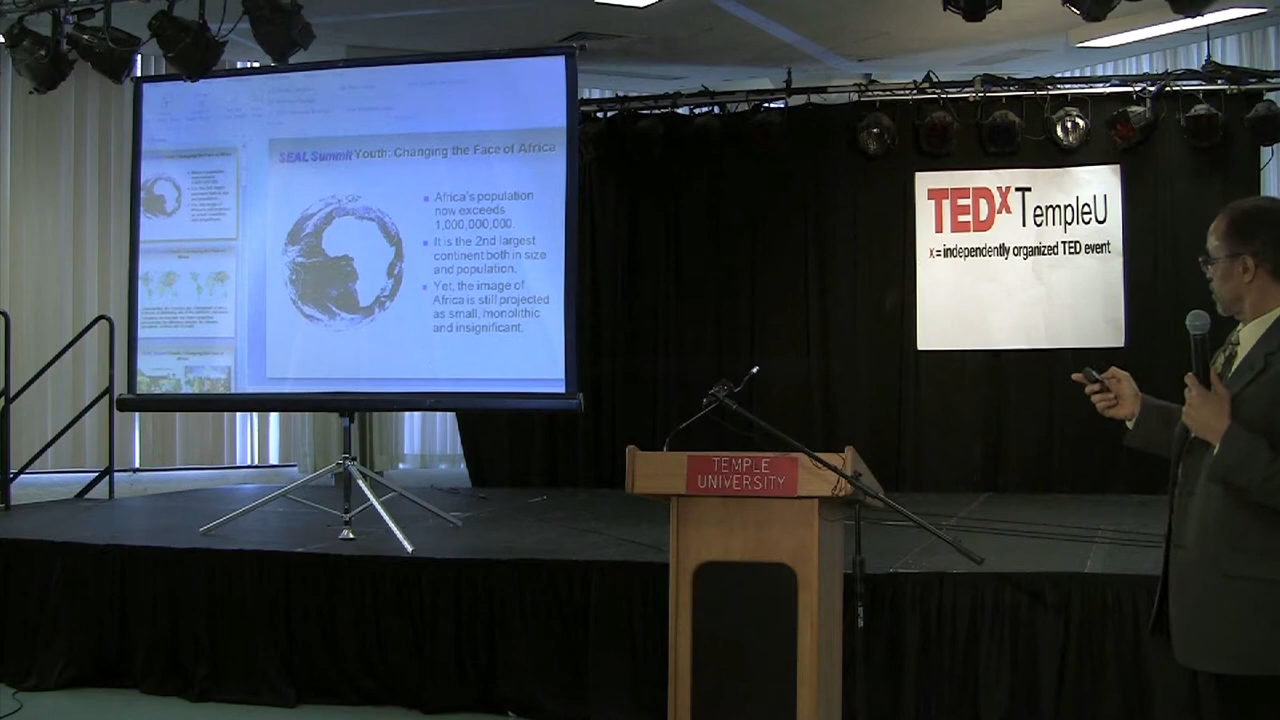 SEAL Summit Youth: Changing the Face of Africa
Africa's population
now exceeds
1,000,000,000.
It is the 2nd largest
continent both in size
and population.
Yet, the image of
Africa is still projected
as small, monolithic
and insignificant.
TEDx TempleU
x = independently organized TED event
TEMPLE
UNIVERSITY